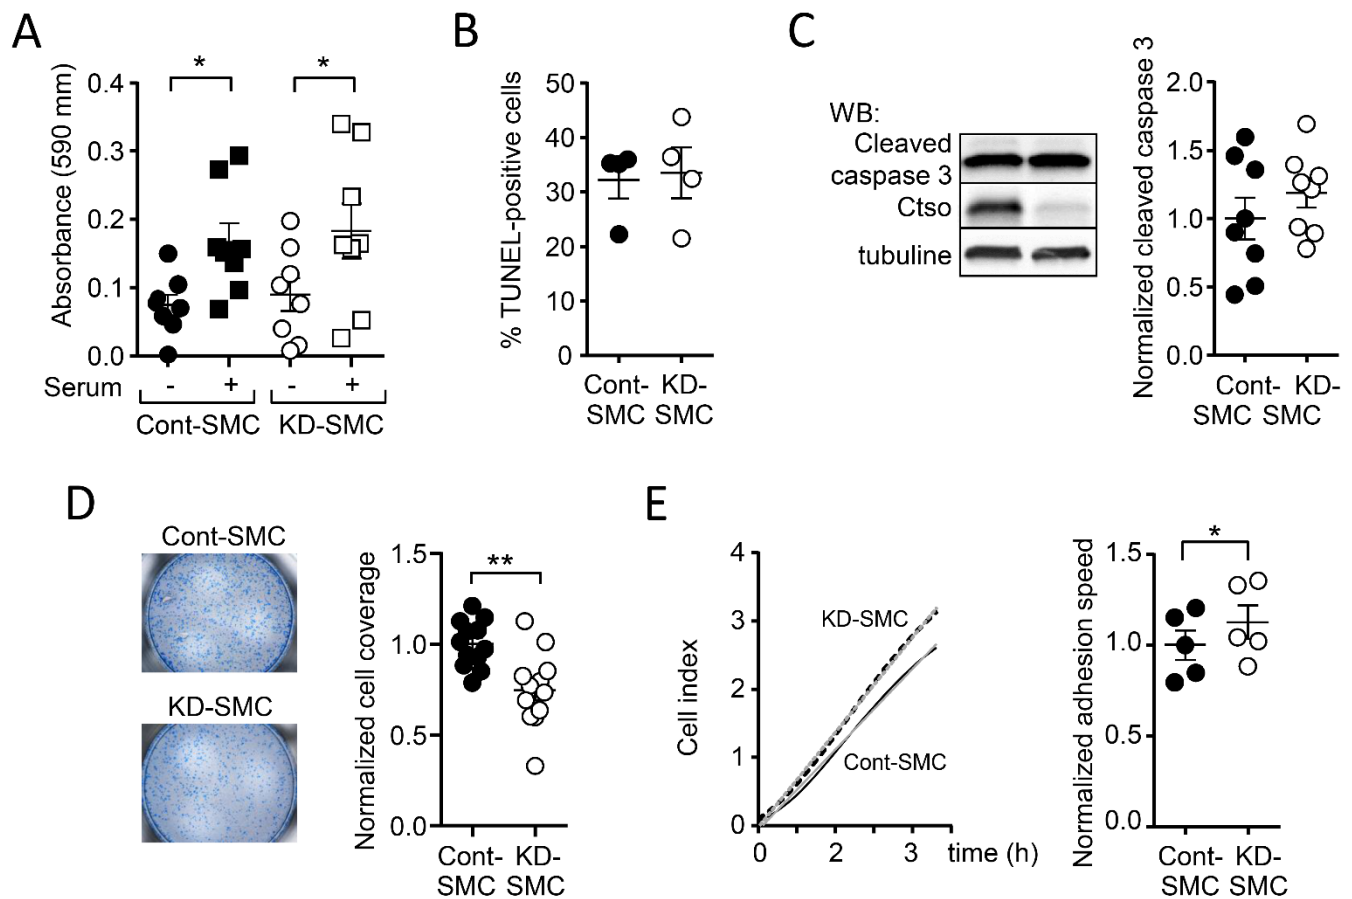 A
Absorbance (590 mm)
0.4
0.3
0.2
0.1
0.0
*
*
Serum
- + - +
Cont-SMC KD-SMC
B
% TUNEL-positive cells
50
40
30
20
10
0
Cont- KD-
SMC SMC
C
WB:
Cleaved
caspase 3
Ctso
tubuline
Normalized cleaved caspase 3
2.0
1.5
1.0
0.5
0.0
Cont- KD-
SMC SMC
D
Cont-SMC
KD-SMC
Normalized cell coverage
1.5
1.0
0.5
0.0
**
Cont- KD-
SMC SMC
E
Cell index
4
3
2
1
0
KD-SMC
Cont-SMC
0 2 3 time (h)
Normalized adhesion speed
1.5
1.0
0.5
0.0
*
Cont- KD-
SMC SMC